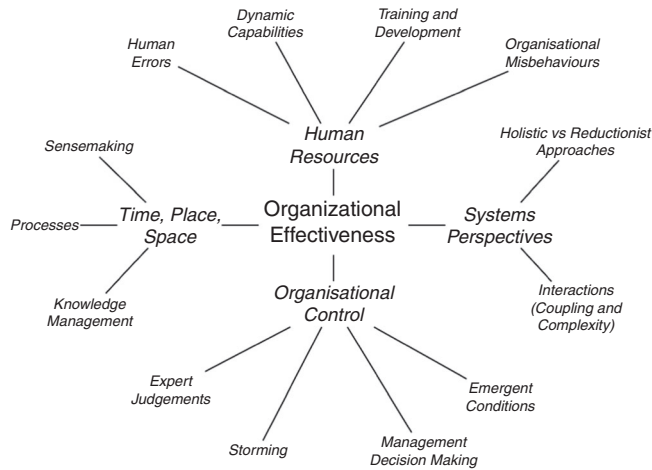 Dynamic
Capabilities
Training and
Development
Human
Errors
Organisational
Misbehaviours
Human
Resources
Sensemaking
Holistic vs Reductionist
Approaches
Processes
Time, Place,
Space
Organizational
Effectiveness
Systems
Perspectives
Knowledge
Management
Organisational
Control
Interactions
(Coupling and
Complexity)
Expert
Judgements
Emergent
Conditions
Storming
Management
Decision Making